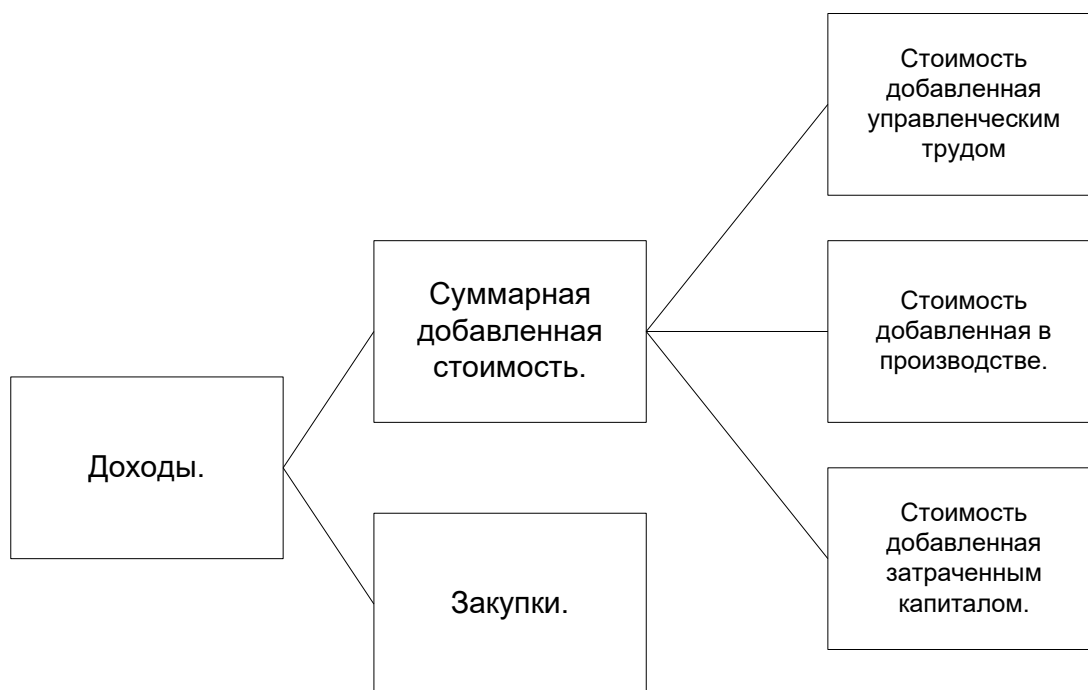 Стоимость
добавленная
управленческим
трудом
Суммарная
добавленная
стоимость.
Стоимость
добавленная в
производстве.
Доходы.
Стоимость
добавленная
затраченным
капиталом.
Закупки.